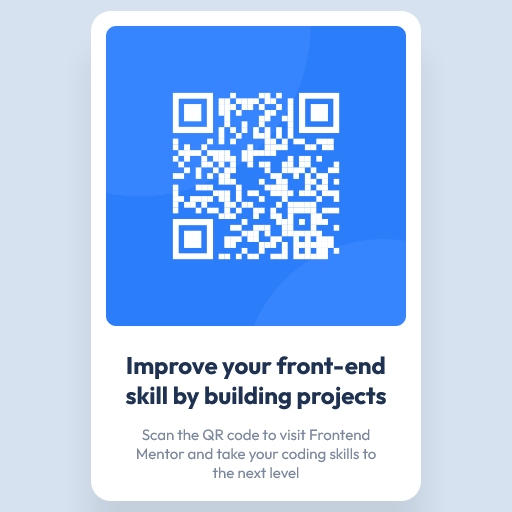 Improve your front-end
skill by building projects
Scan the QR code to visit Frontend
Mentor and take your coding skills to
the next level